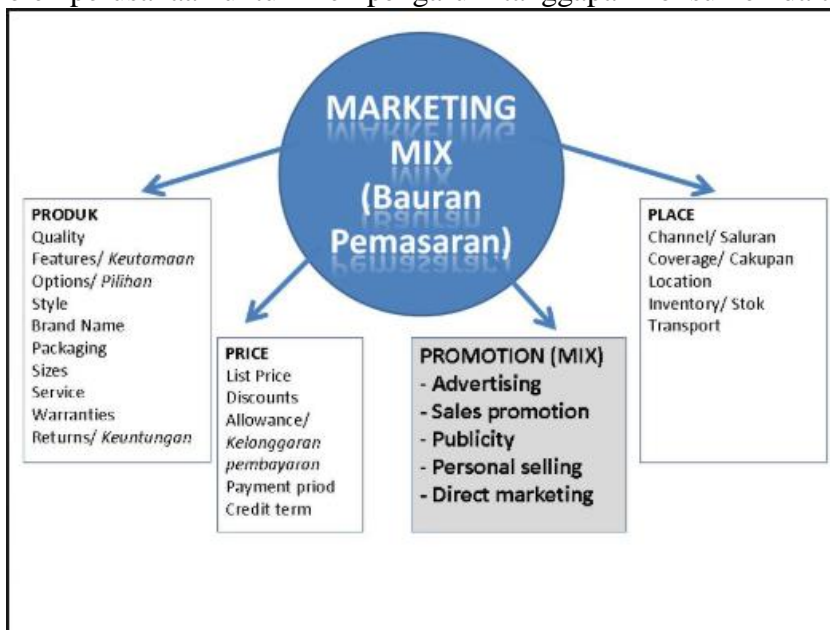 MARKETING
MIX
(Bauran
Pemasaran)
PRODUK
Quality
Features/ Keutamaan
Options/ Pilihan
Style
Brand Name
Packaging
Sizes
Service
Warranties
Returns/ Keuntungan
PRICE
List Price
Discounts
Allowance/
Kelonggaran
pembayaran
Payment priod
Credit term
PROMOTION (MIX)
- Advertising
- Sales promotion
- Publicity
- Personal selling
- Direct marketing
PLACE
Channel/ Saluran
Coverage/ Cakupan
Location
Inventory/ Stok
Transport